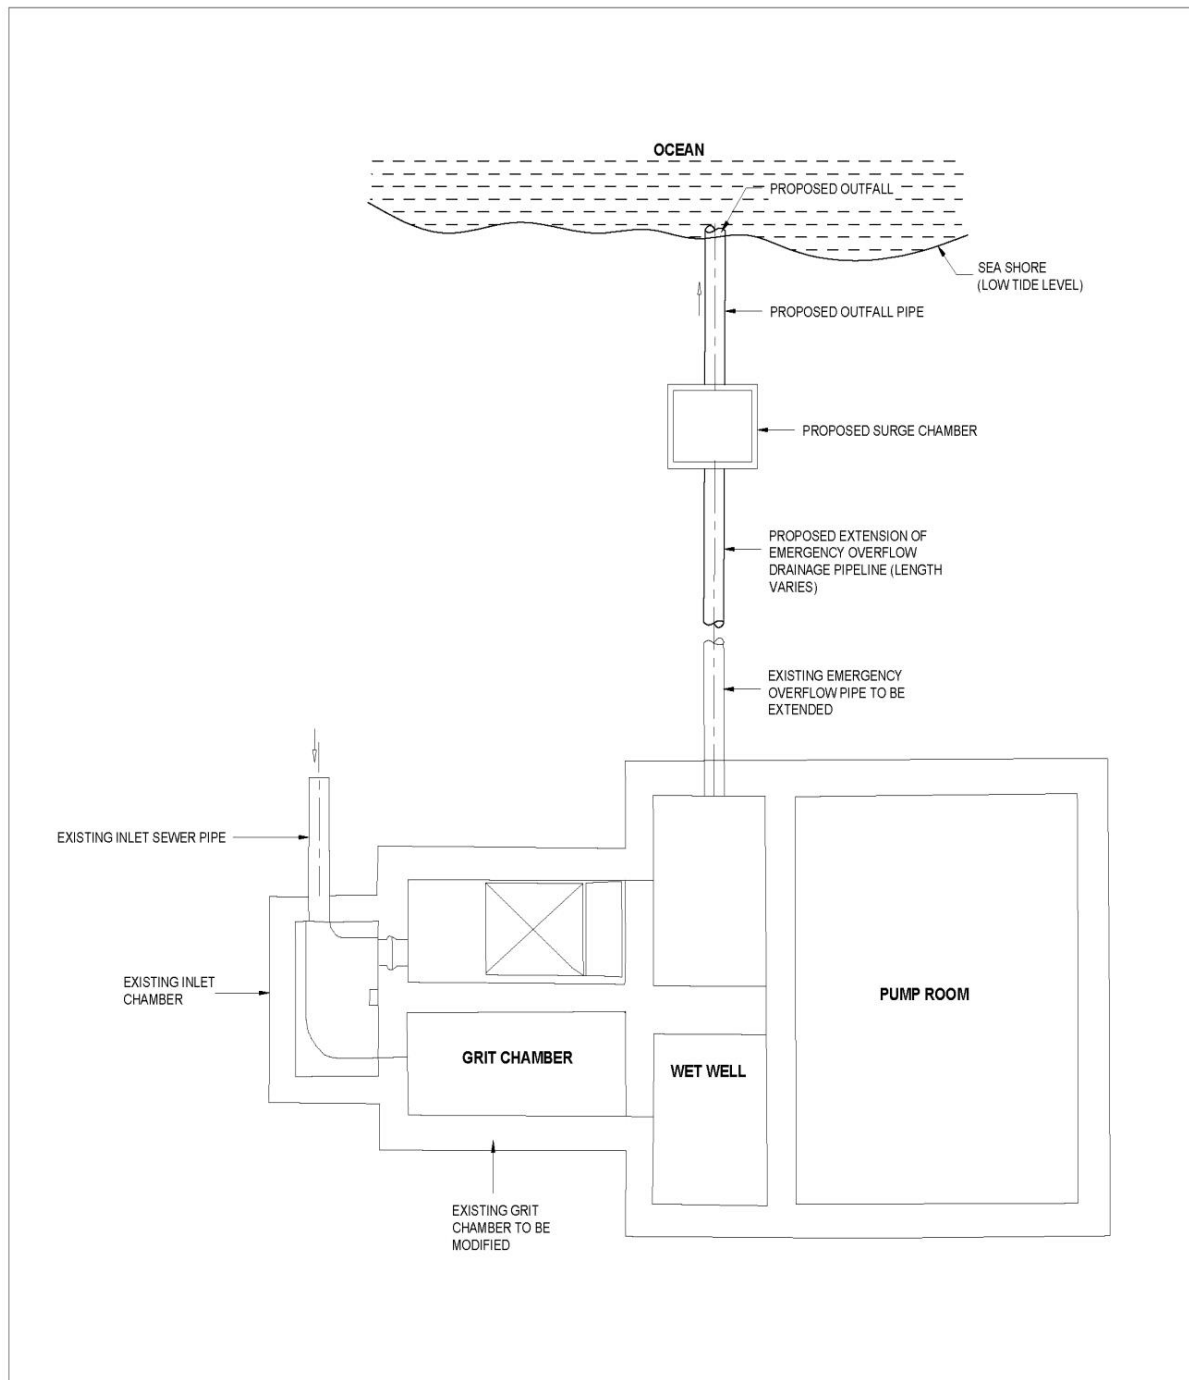 OCEAN
PROPOSED OUTFALL
SEA SHORE
(LOW TIDE LEVEL)
PROPOSED OUTFALL PIPE
PROPOSED SURGE CHAMBER
PROPOSED EXTENSION OF
EMERGENCY OVERFLOW
DRAINAGE PIPELINE (LENGTH
VARIES)
EXISTING EMERGENCY
OVERFLOW PIPE TO BE
EXTENDED
EXISTING INLET SEWER PIPE
EXISTING INLET
CHAMBER
PUMP ROOM
GRIT CHAMBER
WET WELL
EXISTING GRIT
CHAMBER TO BE
MODIFIED